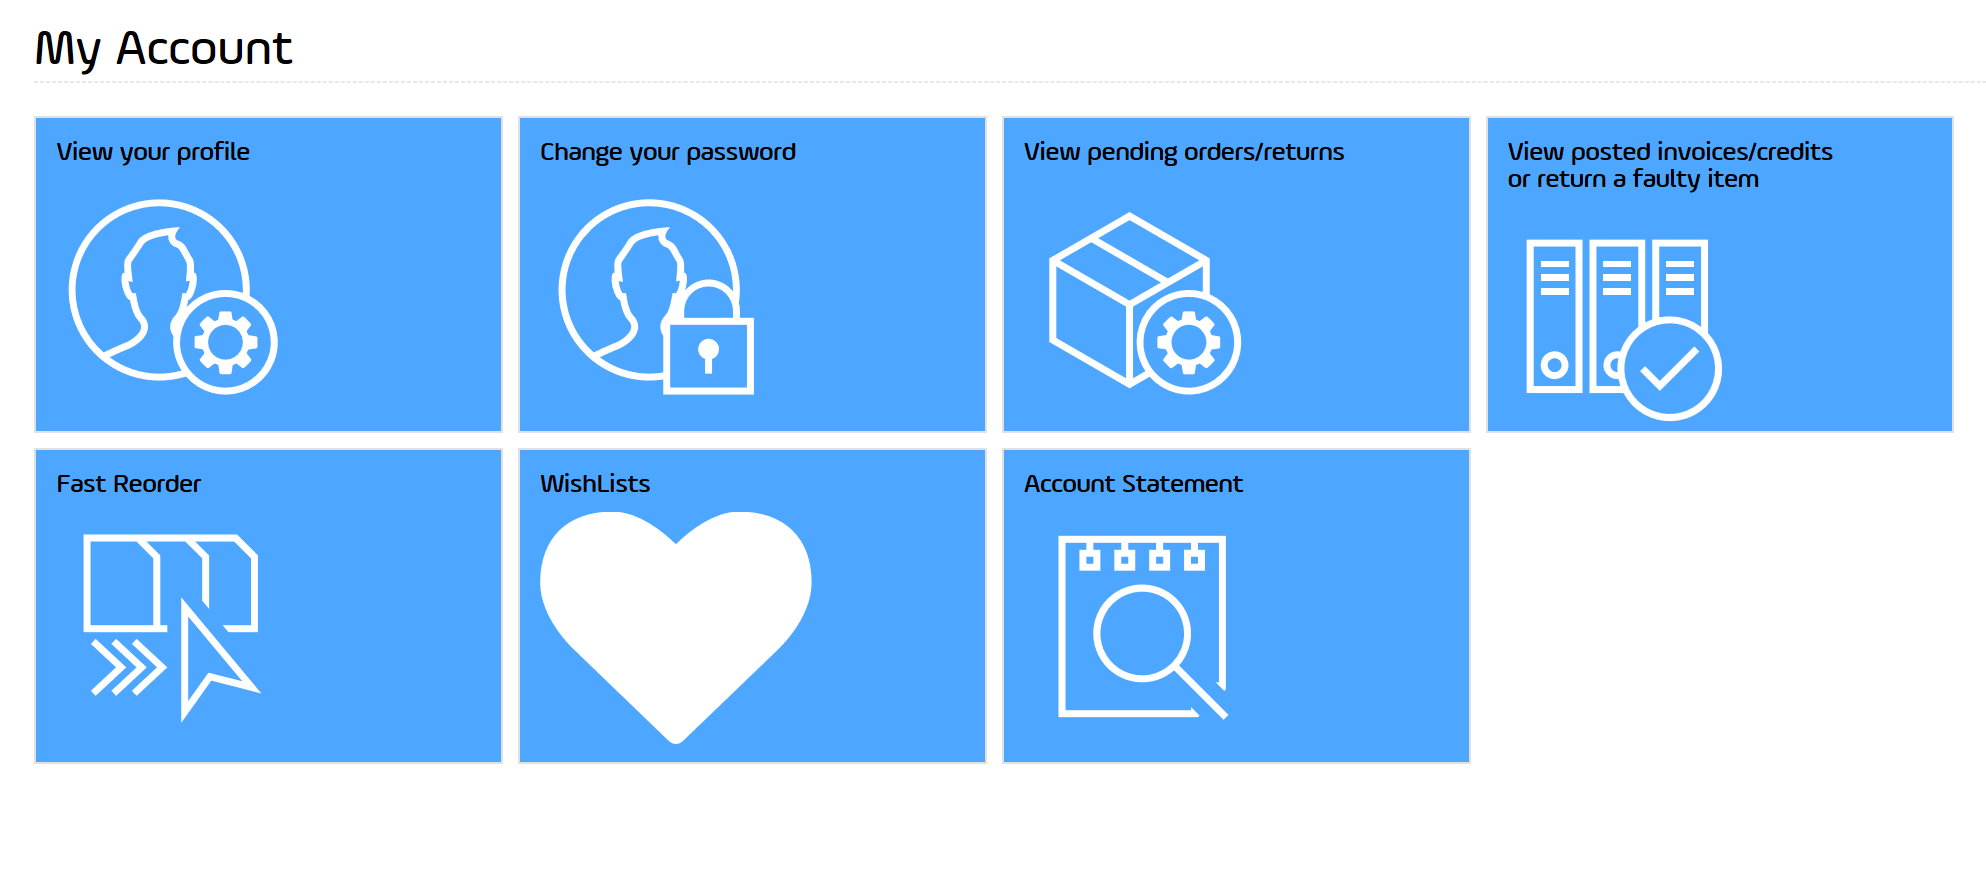 My Account
View your profile
Change your password
View pending orders/returns
View posted invoices/credits
or return a faulty item
Fast Reorder
WishLists
Account Statement